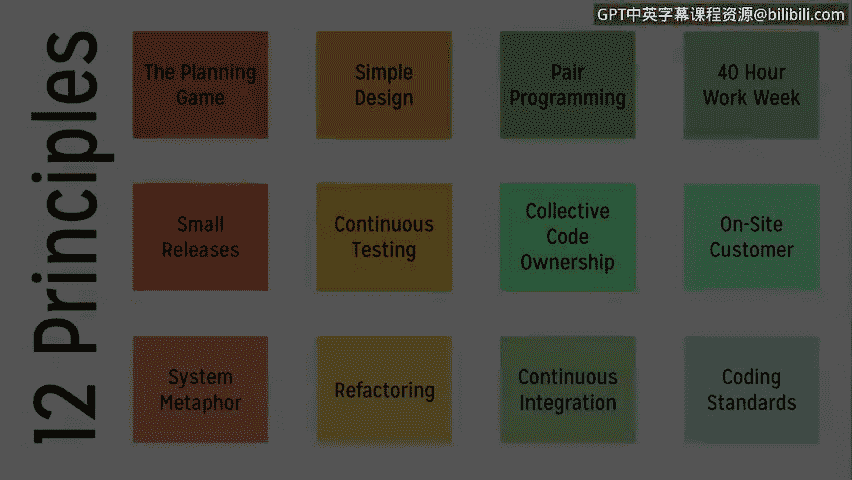 GPT中英字幕课程资源@bilibili.com
12 Principles
The Planning
Game
Simple
Design
Pair
Programming
40 Hour
Work Week
Small
Releases
Continuous
Testing
Collective
Code
Ownership
On-Site
Customer
System
Metaphor
Refactoring
Continuous
Integration
Coding
Standards